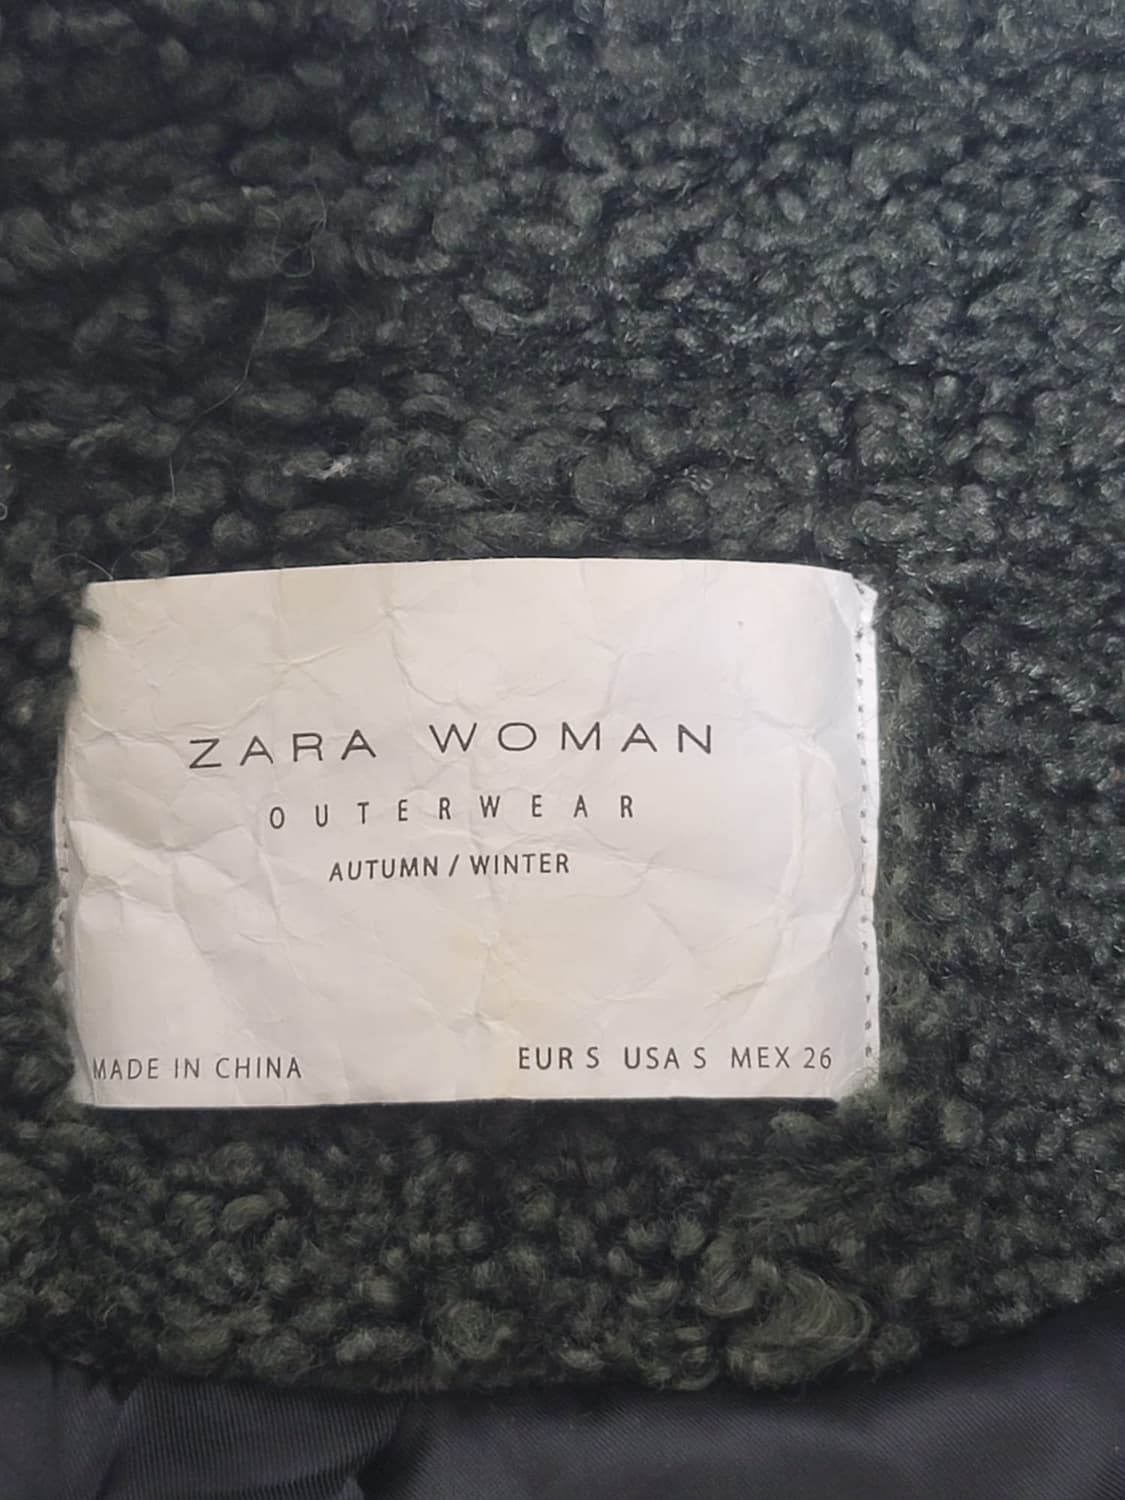 ZARA WOMAN
OUTERWEAR
AUTUMN / WINTER
MADE IN CHINA
EUR S USA S MEX 26